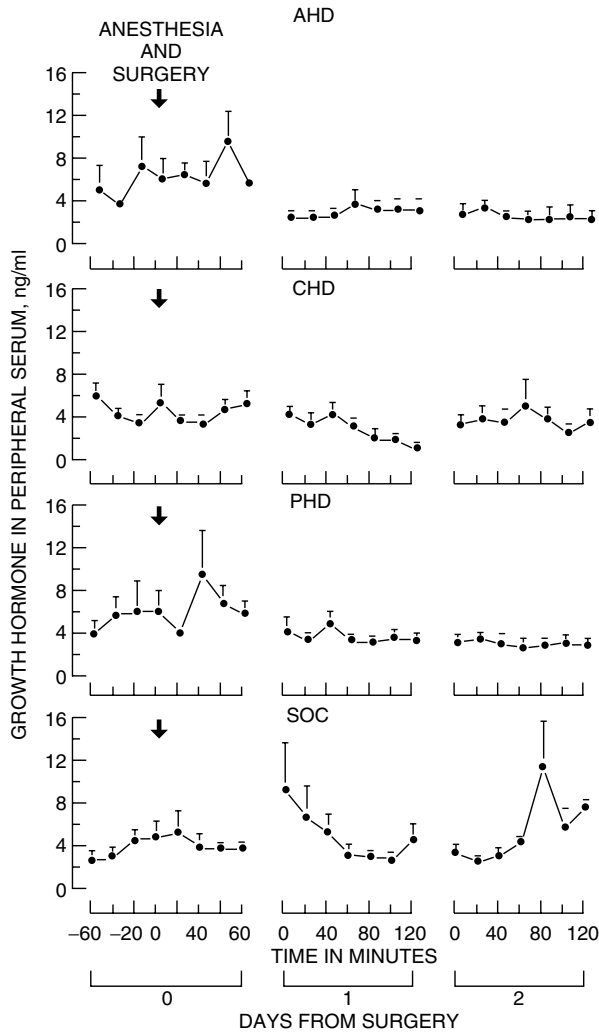 AHD
ANESTHESIA
AND
SURGERY
16
12
8
4
0
CHD
16
12
8
4
0
PHD
16
12
8
4
0
SOC
16
12
8
4
0
GROWTH HORMONE IN PERIPHERAL SERUM, ng/ml
−60 −20 0 40 60 0 40 80 120 0 40 80 120
TIME IN MINUTES
0 1 2
DAYS FROM SURGERY